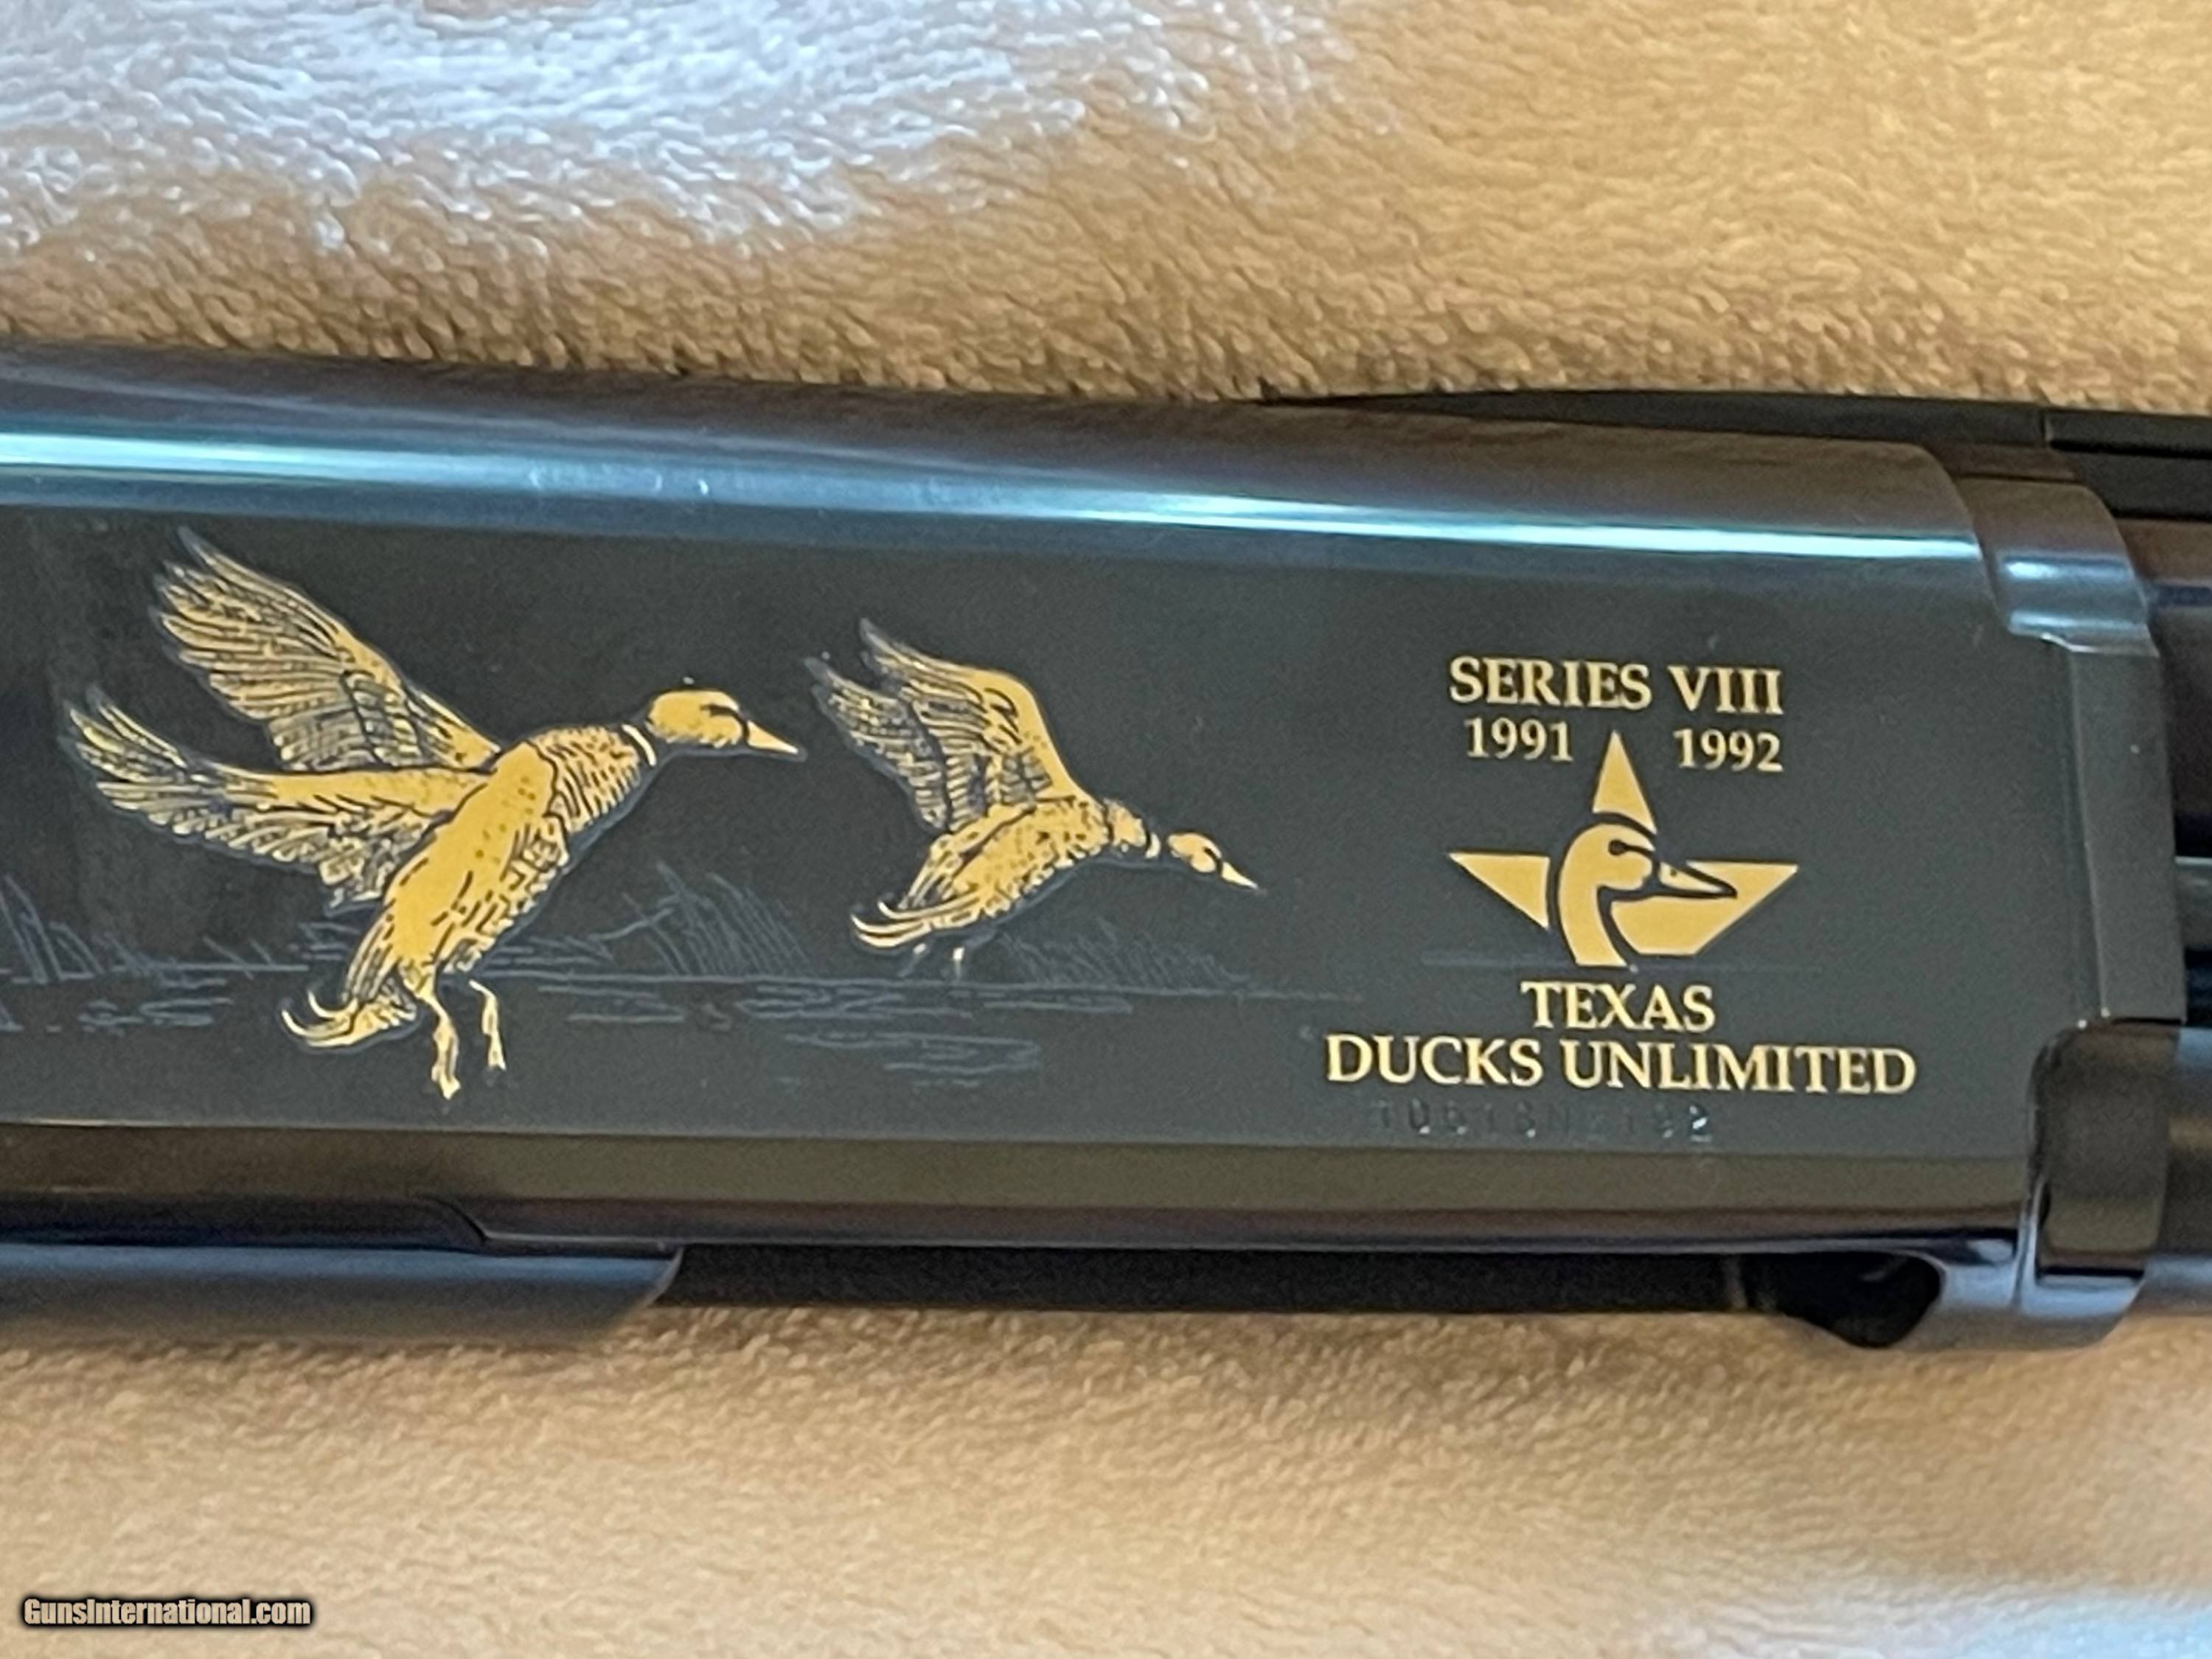 SERIES VIII
1991 1992
TEXAS
DUCKS UNLIMITED
GunsInternational.com